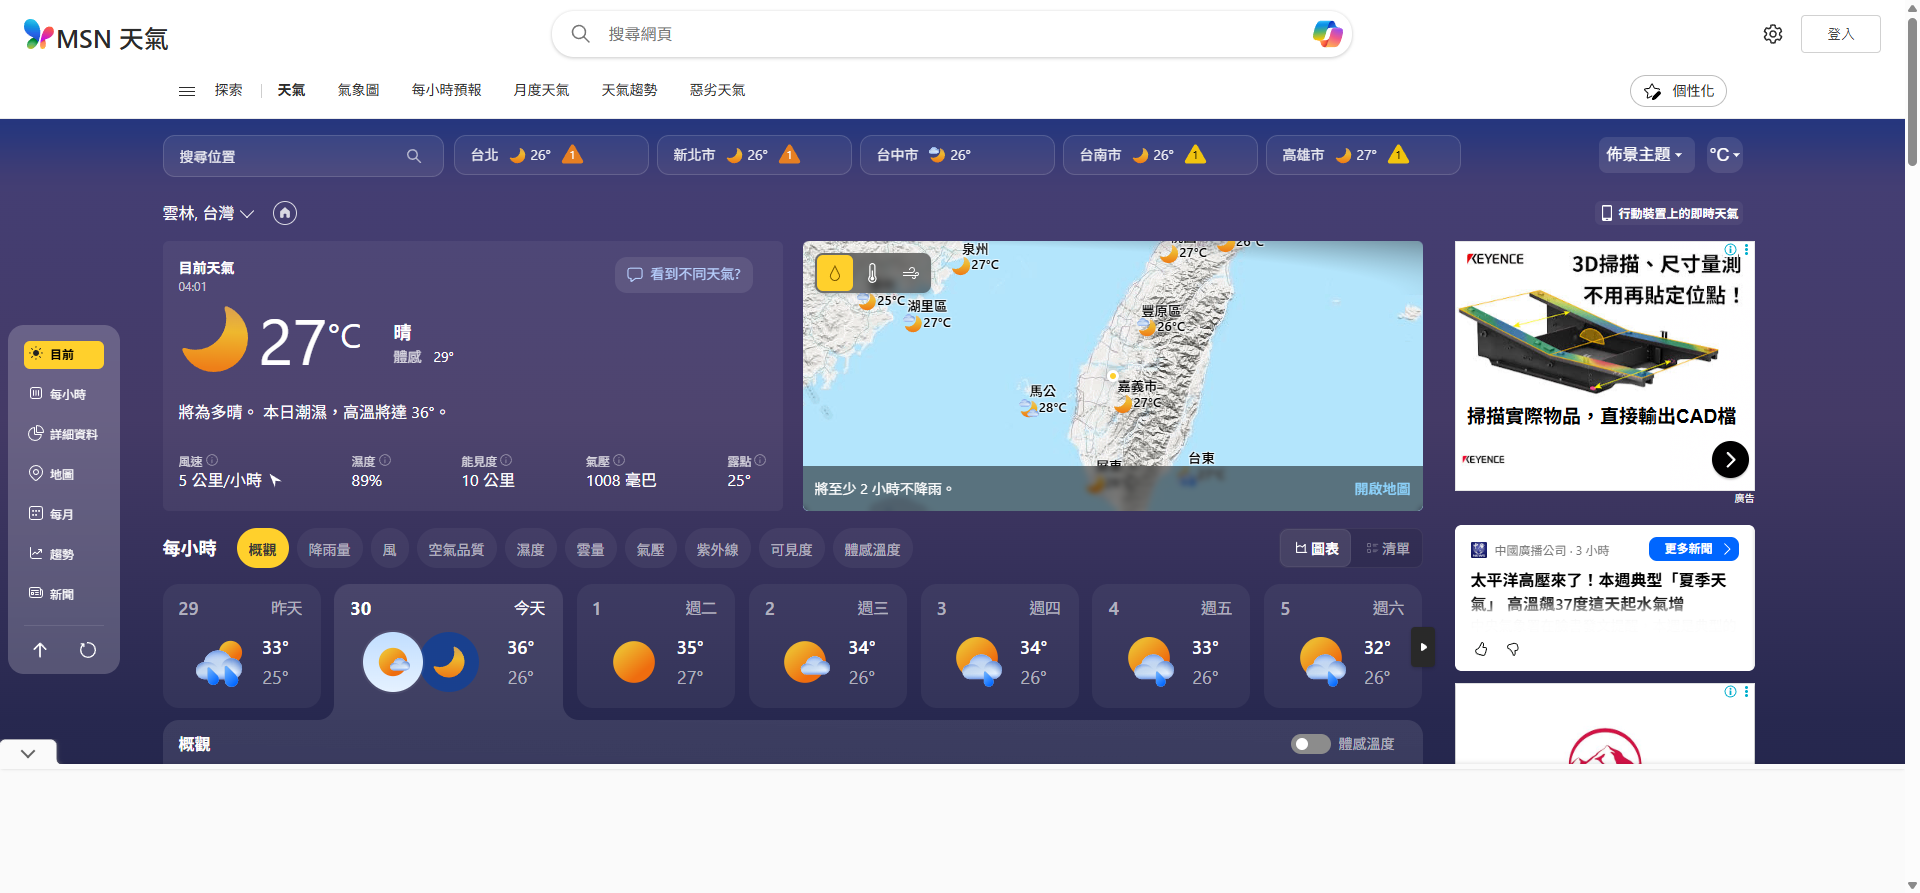 MSN 天氣
搜尋網頁
登入
探索
天氣
氣象圖
每小時預報
月度天氣
天氣趨勢
惡劣天氣
個性化
搜尋位置
台北 26° 1
新北市 26° 1
台中市 26°
台南市 26° 1
高雄市 27° 1
佈景主題
°C
雲林, 台灣
行動裝置上的即時天氣
目前天氣
04:01
看到不同天氣?
27°C
晴
體感 29°
將為多晴。 本日潮濕，高溫將達 36°。
風速
5 公里/小時
濕度
89%
能見度
10 公里
氣壓
1008 毫巴
露點
25°
泉州
27°C
27°C
26°C
25°C
湖里區
27°C
豐原區
26°C
馬公
28°C
嘉義市
27°C
屏東
台東
將至少 2 小時不降雨。
開啟地圖
KEYENCE
3D掃描、尺寸量測
不用再貼定位點！
掃描實際物品，直接輸出CAD檔
KEYENCE
廣告
目前
每小時
詳細資料
地圖
每月
趨勢
新聞
每小時
概觀
降雨量
風
空氣品質
濕度
雲量
氣壓
紫外線
可見度
體感溫度
圖表
清單
29 昨天
33°
25°
30 今天
36°
26°
1 週二
35°
27°
2 週三
34°
26°
3 週四
34°
26°
4 週五
33°
26°
5 週六
32°
26°
概觀
體感溫度
中國廣播公司 · 3 小時
更多新聞
太平洋高壓來了！本週典型「夏季天
氣」 高溫飆37度這天起水氣增